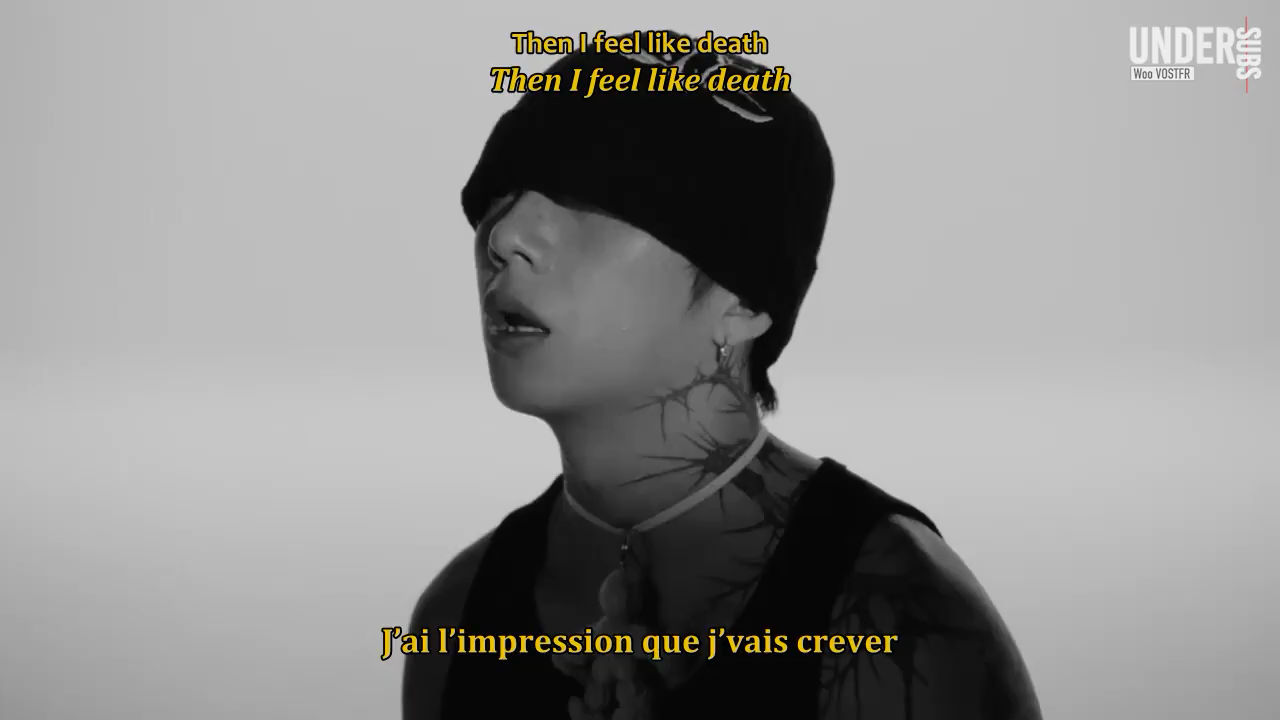 Then I feel like death
Then I feel like death
UNDER SUBS
Woo VOSTFR
J'ai l'impression que j'vais crever